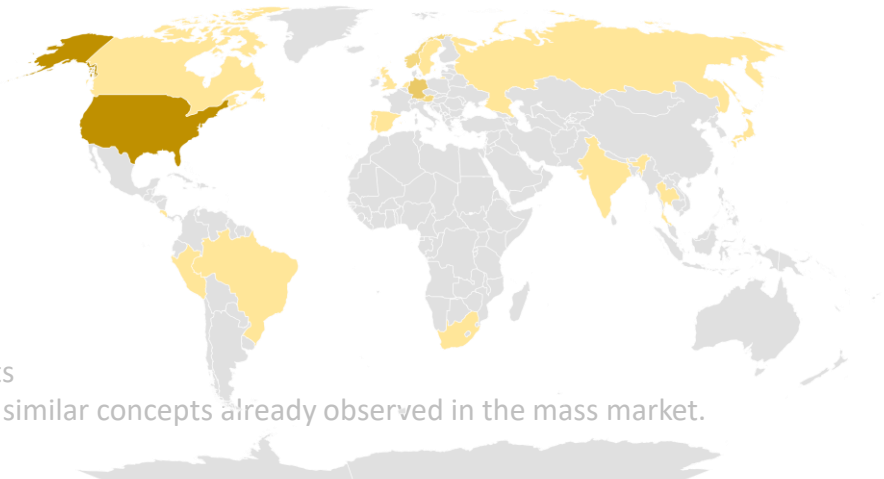 similar concepts already observed in the mass market.